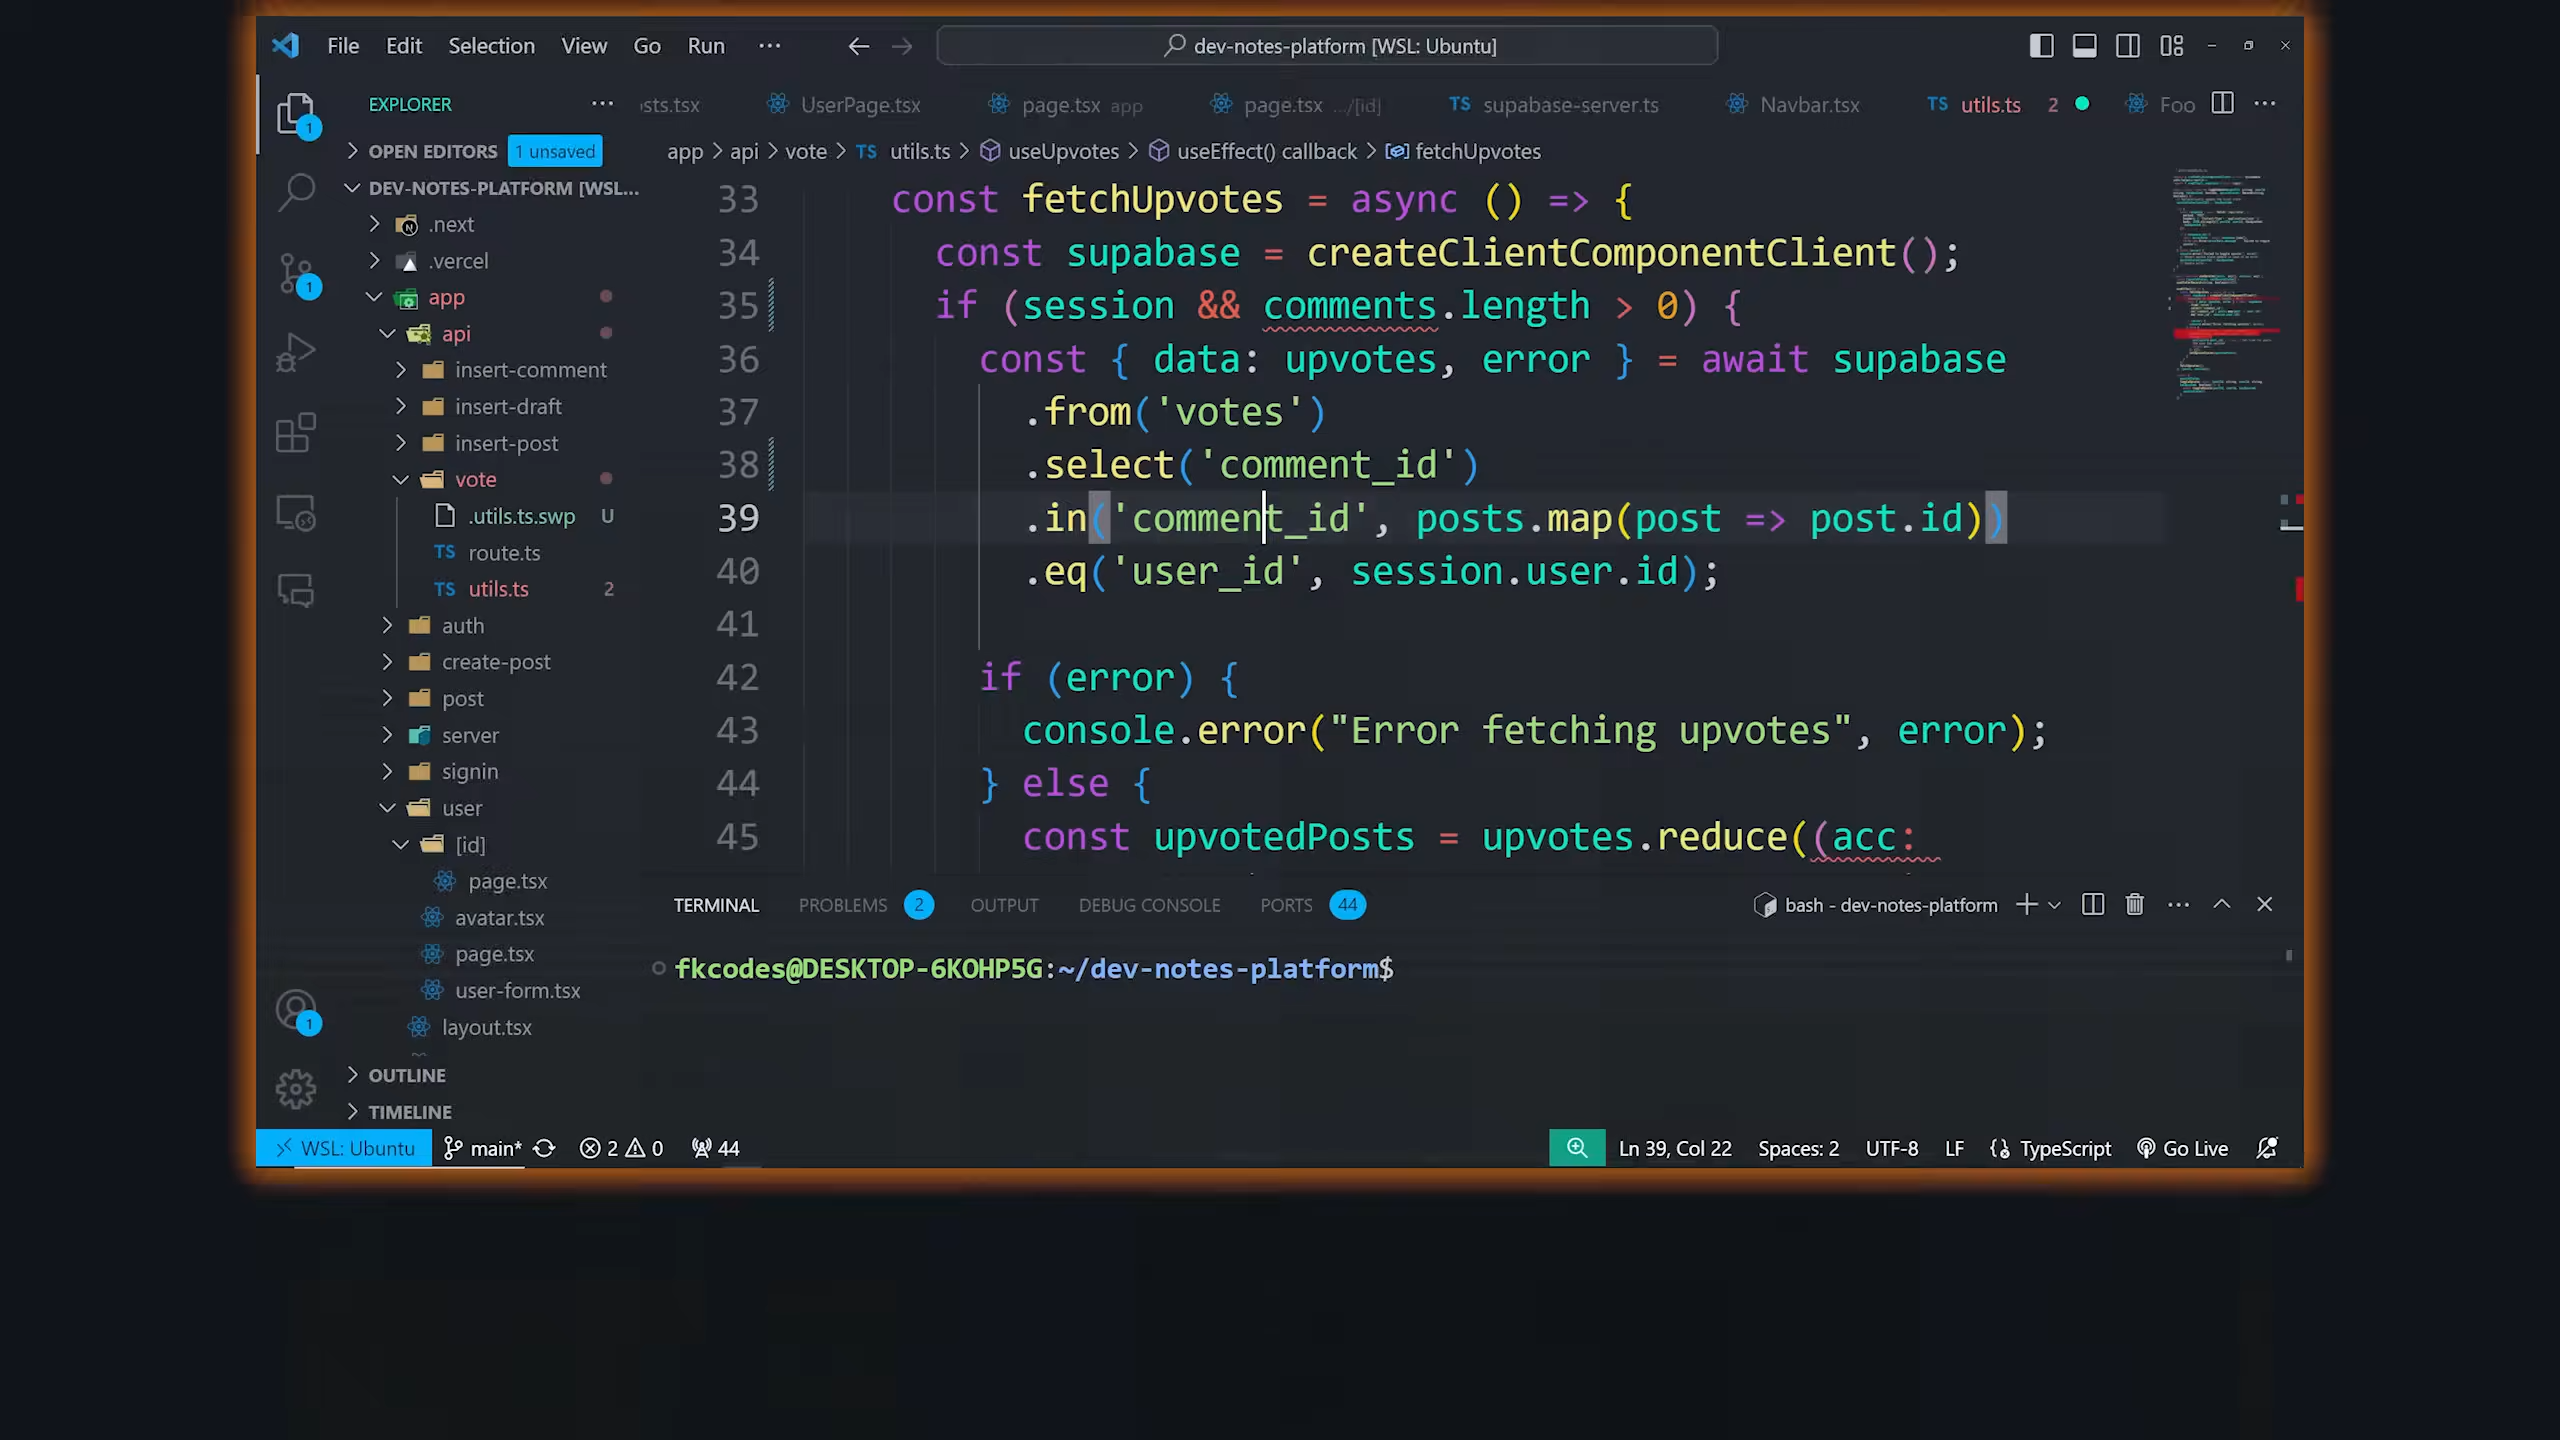 File Edit Selection View Go Run ···
dev-notes-platform [WSL: Ubuntu]
EXPLORER ···
sts.tsx UserPage.tsx page.tsx app page.tsx .../[id] TS supabase-server.ts Navbar.tsx TS utils.ts 2 Foo ···
OPEN EDITORS 1 unsaved
app > api > vote > TS utils.ts > useUpvotes > useEffect() callback > fetchUpvotes
DEV-NOTES-PLATFORM [WSL...
.next
.vercel
app
api
insert-comment
insert-draft
insert-post
vote
.utils.ts.swp U
TS route.ts
TS utils.ts 2
auth
create-post
post
server
signin
user
[id]
page.tsx
avatar.tsx
page.tsx
user-form.tsx
layout.tsx
OUTLINE
TIMELINE
1
1
1
33 const fetchUpvotes = async () => {
34 const supabase = createClientComponentClient();
35 if (session && comments.length > 0) {
36 const { data: upvotes, error } = await supabase
37 .from('votes')
38 .select('comment_id')
39 .in('comment_id', posts.map(post => post.id))
40 .eq('user_id', session.user.id);
41
42 if (error) {
43 console.error("Error fetching upvotes", error);
44 } else {
45 const upvotedPosts = upvotes.reduce((acc:
TERMINAL PROBLEMS 2 OUTPUT DEBUG CONSOLE PORTS 44 bash - dev-notes-platform ···
fkcodes@DESKTOP-6KOHP5G:~/dev-notes-platform$
WSL: Ubuntu main* 2 0 44 Ln 39, Col 22 Spaces: 2 UTF-8 LF TypeScript Go Live